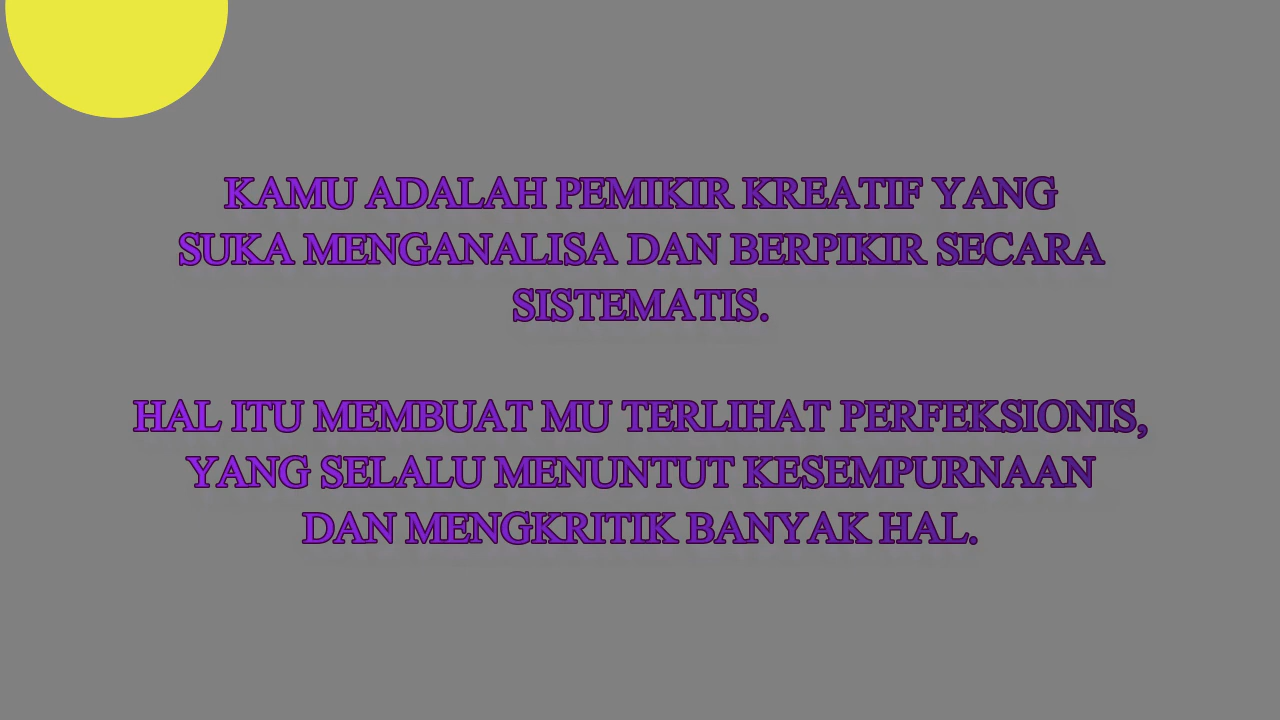 KAMU ADALAH PEMIKIR KREATIF YANG
SUKA MENGANALISA DAN BERPIKIR SECARA
SISTEMATIS.
HAL ITU MEMBUAT MU TERLIHAT PERFEKSIONIS,
YANG SELALU MENUNTUT KESEMPURNAAN
DAN MENGKRITIK BANYAK HAL.